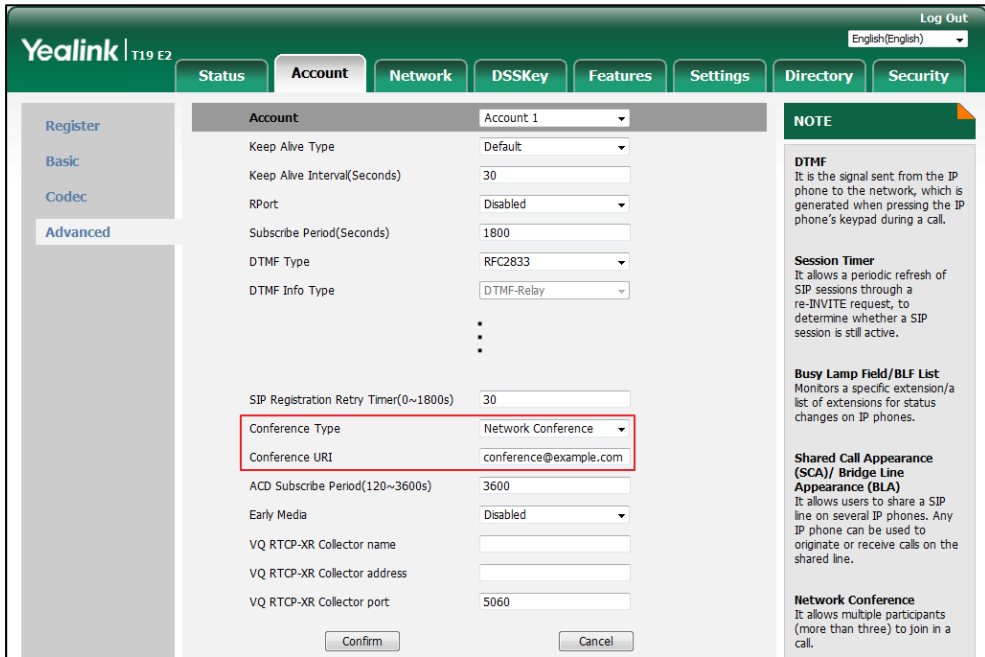 Log Out
Yealink T19 E2
English(English)
Status Account Network DSSKey Features Settings Directory Security
Register
Basic
Codec
Advanced
Account Account 1
Keep Alive Type Default
Keep Alive Interval(Seconds) 30
RPort Disabled
Subscribe Period(Seconds) 1800
DTMF Type RFC2833
DTMF Info Type DTMF-Relay
SIP Registration Retry Timer(0~1800s) 30
Conference Type Network Conference
Conference URI conference@example.com
ACD Subscribe Period(120~3600s) 3600
Early Media Disabled
VQ RTCP-XR Collector name
VQ RTCP-XR Collector address
VQ RTCP-XR Collector port 5060
Confirm Cancel
NOTE
DTMF
It is the signal sent from the IP
phone to the network, which is
generated when pressing the IP
phone's keypad during a call.
Session Timer
It allows a periodic refresh of
SIP sessions through a
re-INVITE request, to
determine whether a SIP
session is still active.
Busy Lamp Field/BLF List
Monitors a specific extension/a
list of extensions for status
changes on IP phones.
Shared Call Appearance
(SCA)/ Bridge Line
Appearance (BLA)
It allows users to share a SIP
line on several IP phones. Any
IP phone can be used to
originate or receive calls on the
shared line.
Network Conference
It allows multiple participants
(more than three) to join in a
call.